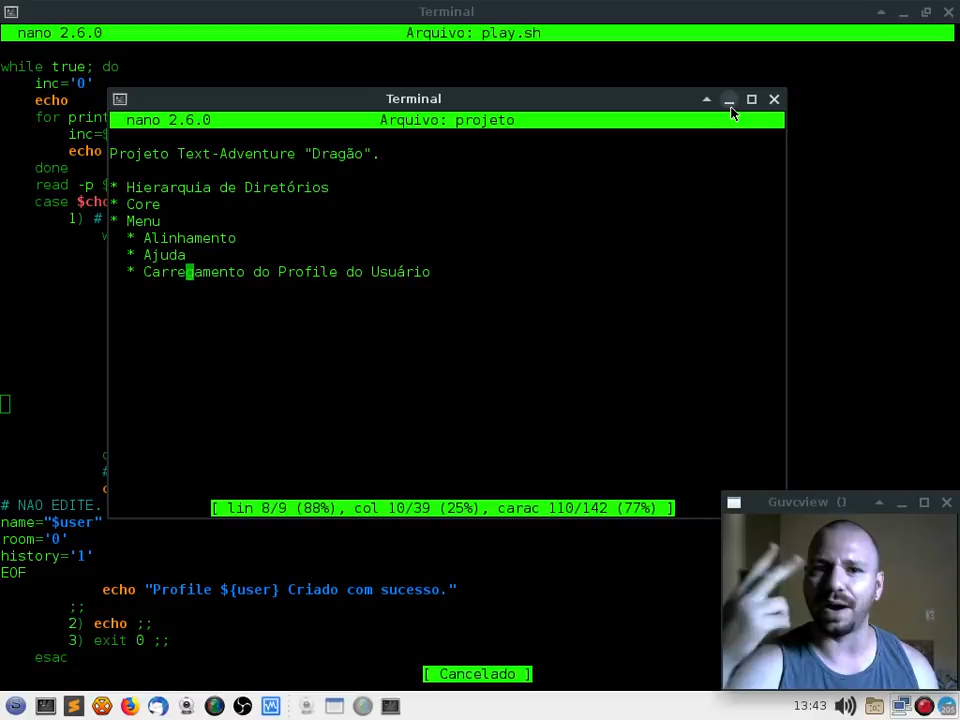 Terminal
nano 2.6.0 Arquivo: play.sh
while true; do
inc='0'
echo
for print
inc=$
echo
done
read -p $
case $cho
1) #
w
Terminal
nano 2.6.0 Arquivo: projeto
Projeto Text-Adventure "Dragão".
* Hierarquia de Diretórios
* Core
* Menu
* Alinhamento
* Ajuda
* Carregamento do Profile do Usuário
[ lin 8/9 (88%), col 10/39 (25%), carac 110/142 (77%) ]
#
# NAO EDITE.
name="$user"
room='0'
history='1'
EOF
echo "Profile ${user} Criado com sucesso."
;;
2) echo ;;
3) exit 0 ;;
esac
[ Cancelado ]
Guvcview ()
13:43